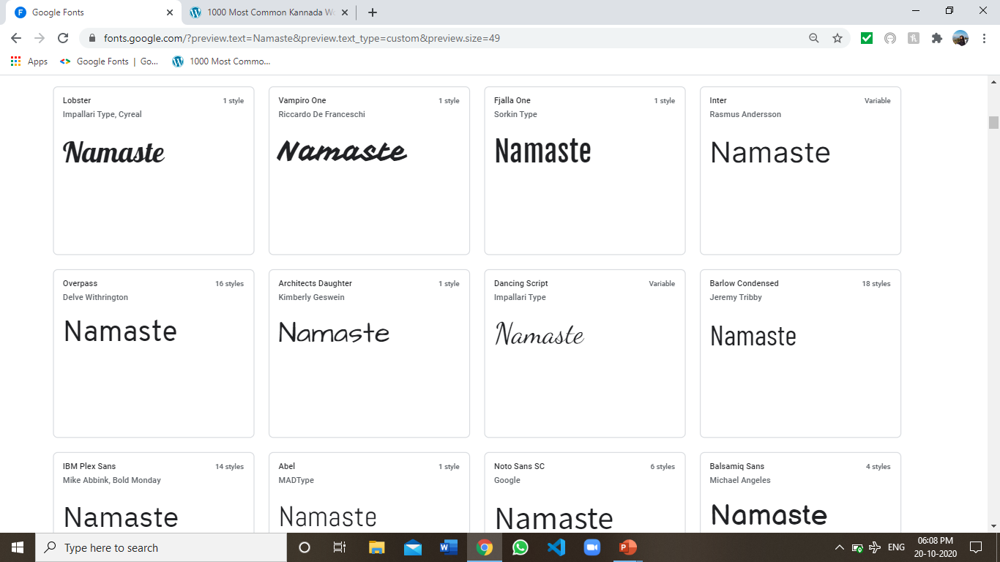 Google Fonts
1000 Most Common Kannada Wo
fonts.google.com/?preview.text=Namaste&preview.text_type=custom&preview.size=49
Apps
Google Fonts | Go...
1000 Most Commo...
Lobster 1 style
Impallari Type, Cyreal
Namaste
Vampiro One 1 style
Riccardo De Franceschi
Namaste
Fjalla One 1 style
Sorkin Type
Namaste
Inter Variable
Rasmus Andersson
Namaste
Overpass 16 styles
Delve Withrington
Namaste
Architects Daughter 1 style
Kimberly Geswein
Namaste
Dancing Script Variable
Impallari Type
Namaste
Barlow Condensed 18 styles
Jeremy Tribby
Namaste
IBM Plex Sans 14 styles
Mike Abbink, Bold Monday
Namaste
Abel 1 style
MADType
Namaste
Noto Sans SC 6 styles
Google
Namaste
Balsamiq Sans 4 styles
Michael Angeles
Namaste
Type here to search
ENG
06:08 PM
20-10-2020